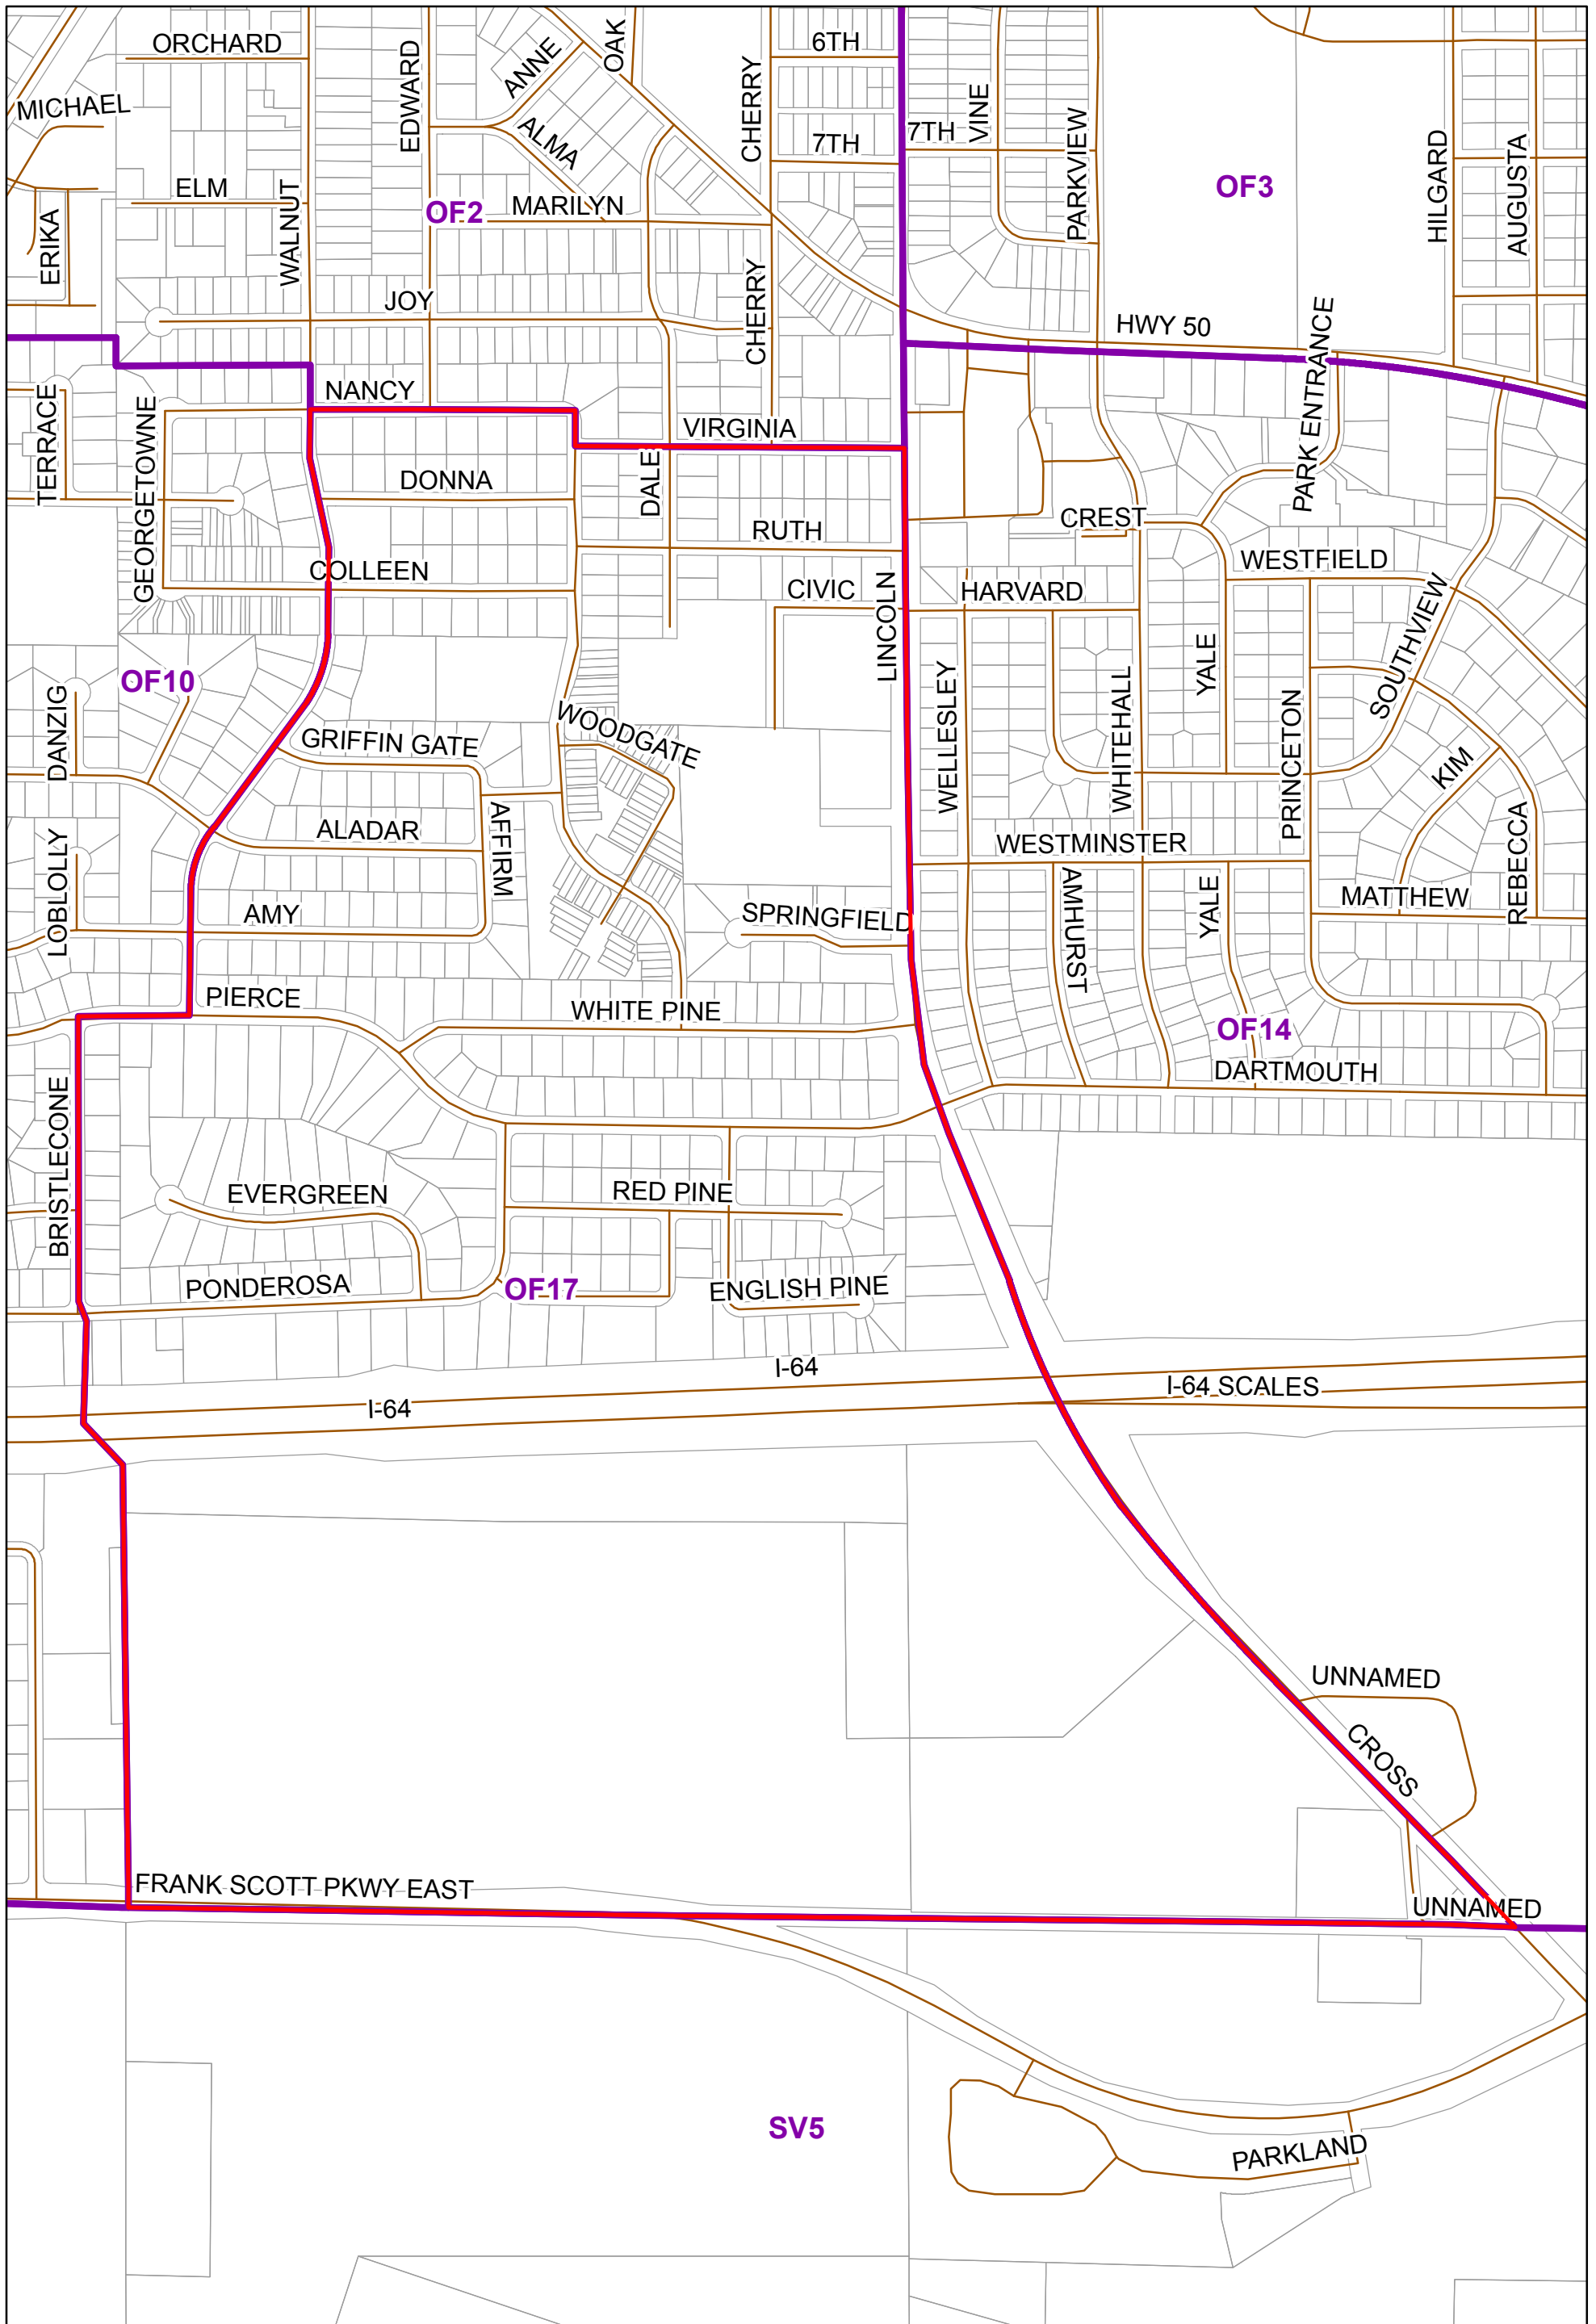 ORCHARD
OAK
6TH
EDWARD
ANNE
CHERRY
MICHAEL
VINE
ALMA
7TH
7TH
PARKVIEW
HILGARD
AUGUSTA
OF3
ELM
WALNUT
OF2
MARILYN
ERIKA
JOY
CHERRY
HWY 50
PARK ENTRANCE
NANCY
TERRACE
GEORGETOWNE
VIRGINIA
DONNA
DALE
RUTH
CREST
WESTFIELD
COLLEEN
CIVIC
LINCOLN
HARVARD
SOUTHVIEW
YALE
OF10
DANZIG
WOODGATE
GRIFFIN GATE
WELLESLEY
WHITEHALL
PRINCETON
KIM
ALADAR
AFFIRM
WESTMINSTER
REBECCA
LOBLOLLY
AMHURST
YALE
MATTHEW
AMY
SPRINGFIELD
PIERCE
WHITE PINE
OF14
DARTMOUTH
BRISTLECONE
EVERGREEN
RED PINE
PONDEROSA
OF17
ENGLISH PINE
I-64
I-64 SCALES
I-64
UNNAMED
CROSS
FRANK SCOTT PKWY EAST
UNNAMED
SV5
PARKLAND